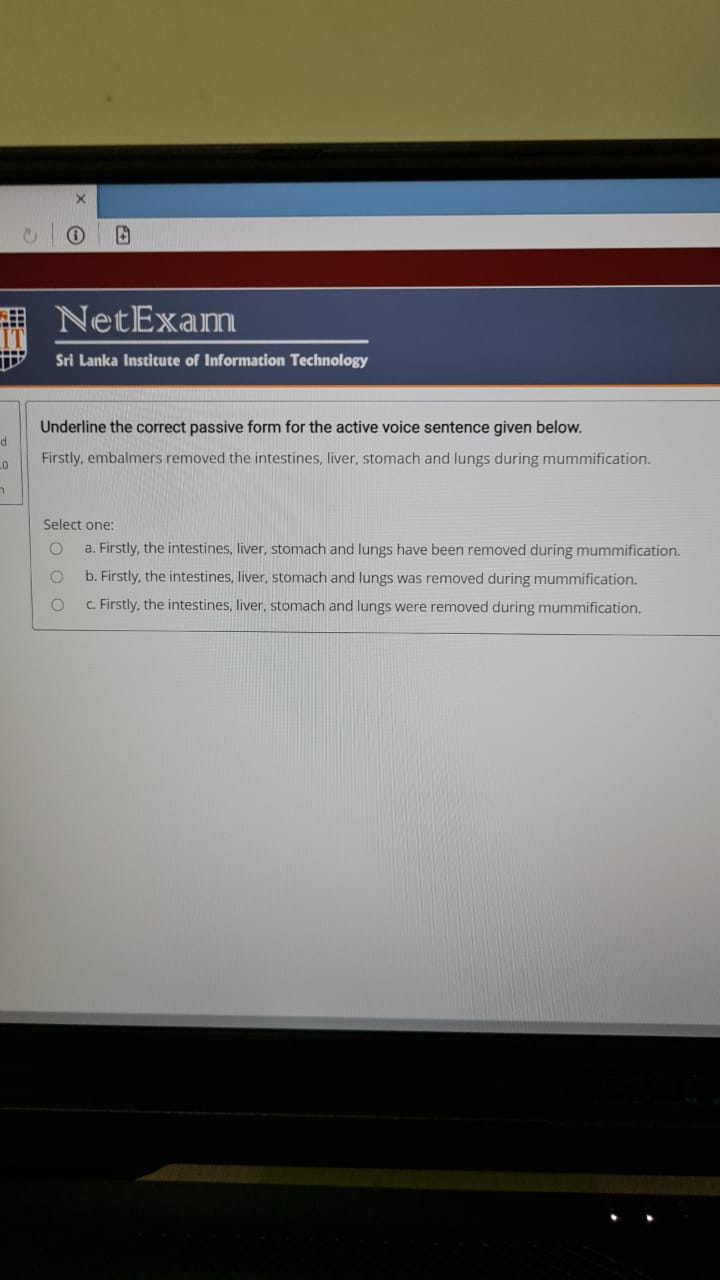 IT
NetExam
Sri Lanka Institute of Information Technology
d
Underline the correct passive form for the active voice sentence given below.
.0
Firstly, embalmers removed the intestines, liver, stomach and lungs during mummification.
Select one:
a. Firstly, the intestines, liver, stomach and lungs have been removed during mummification.
b. Firstly, the intestines, liver, stomach and lungs was removed during mummification.
c. Firstly, the intestines, liver, stomach and lungs were removed during mummification.